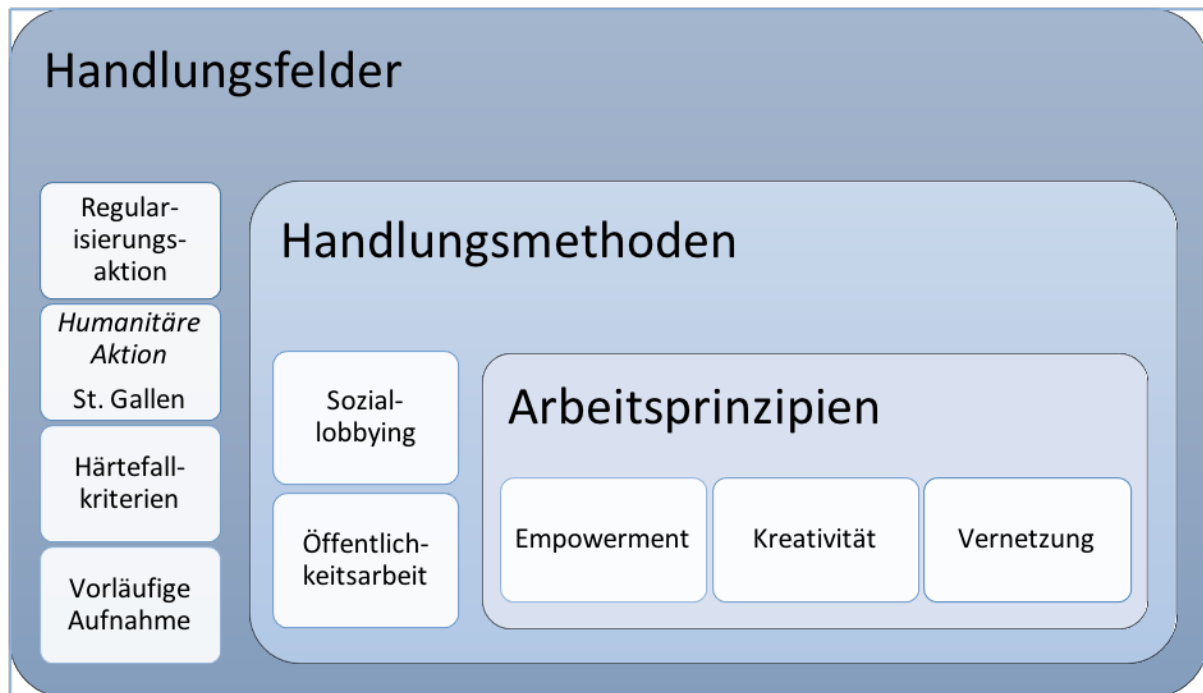 Handlungsfelder
Regular-
isierungs-
aktion
Humanitäre
Aktion
St. Gallen
Härtefall-
kriterien
Vorläufige
Aufnahme
Handlungsmethoden
Sozial-
lobbying
Öffentlich-
keitsarbeit
Arbeitsprinzipien
Empowerment
Kreativität
Vernetzung